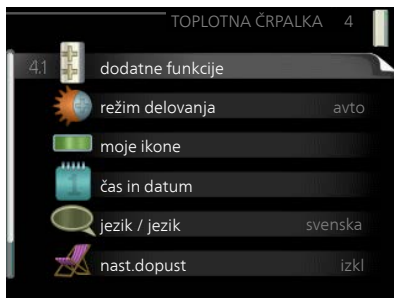 TOPLOTNA ČRPALKA 4
4.1 dodatne funkcije
režim delovanja avto
moje ikone
čas in datum
jezik / jezik svenska
nast.dopust izkl